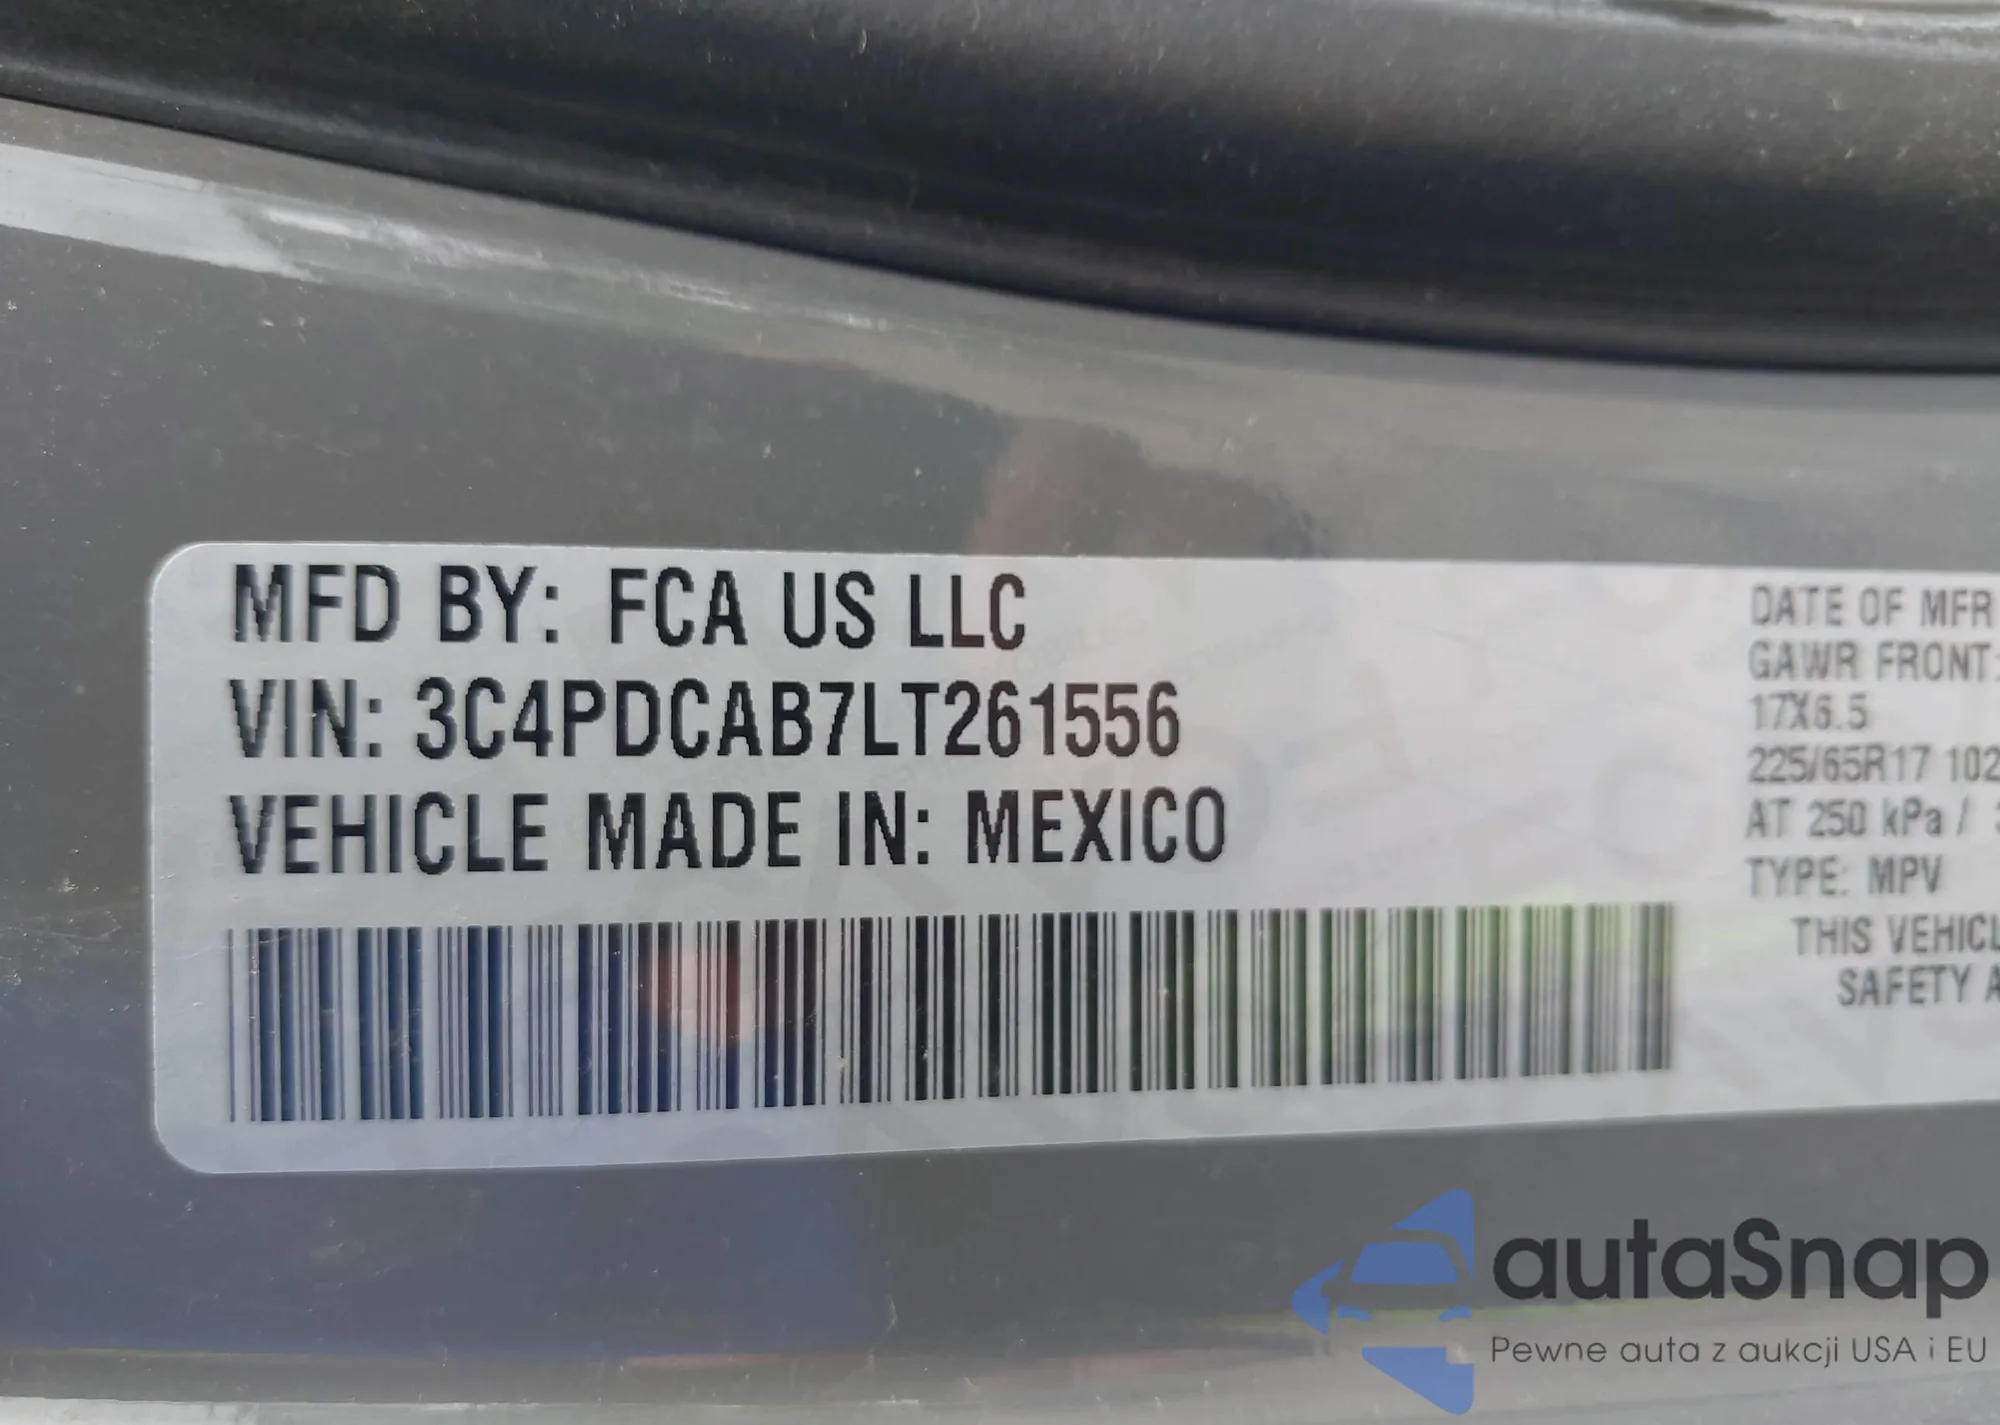 MFD BY: FCA US LLC
VIN: 3C4PDCAB7LT261556
VEHICLE MADE IN: MEXICO
DATE OF MFR
GAWR FRONT:
17X6.5
225/65R17 102
AT 250 kPa /
TYPE: MPV
THIS VEHICL
SAFETY A
autaSnap
Pewne auta z aukcji USA i EU